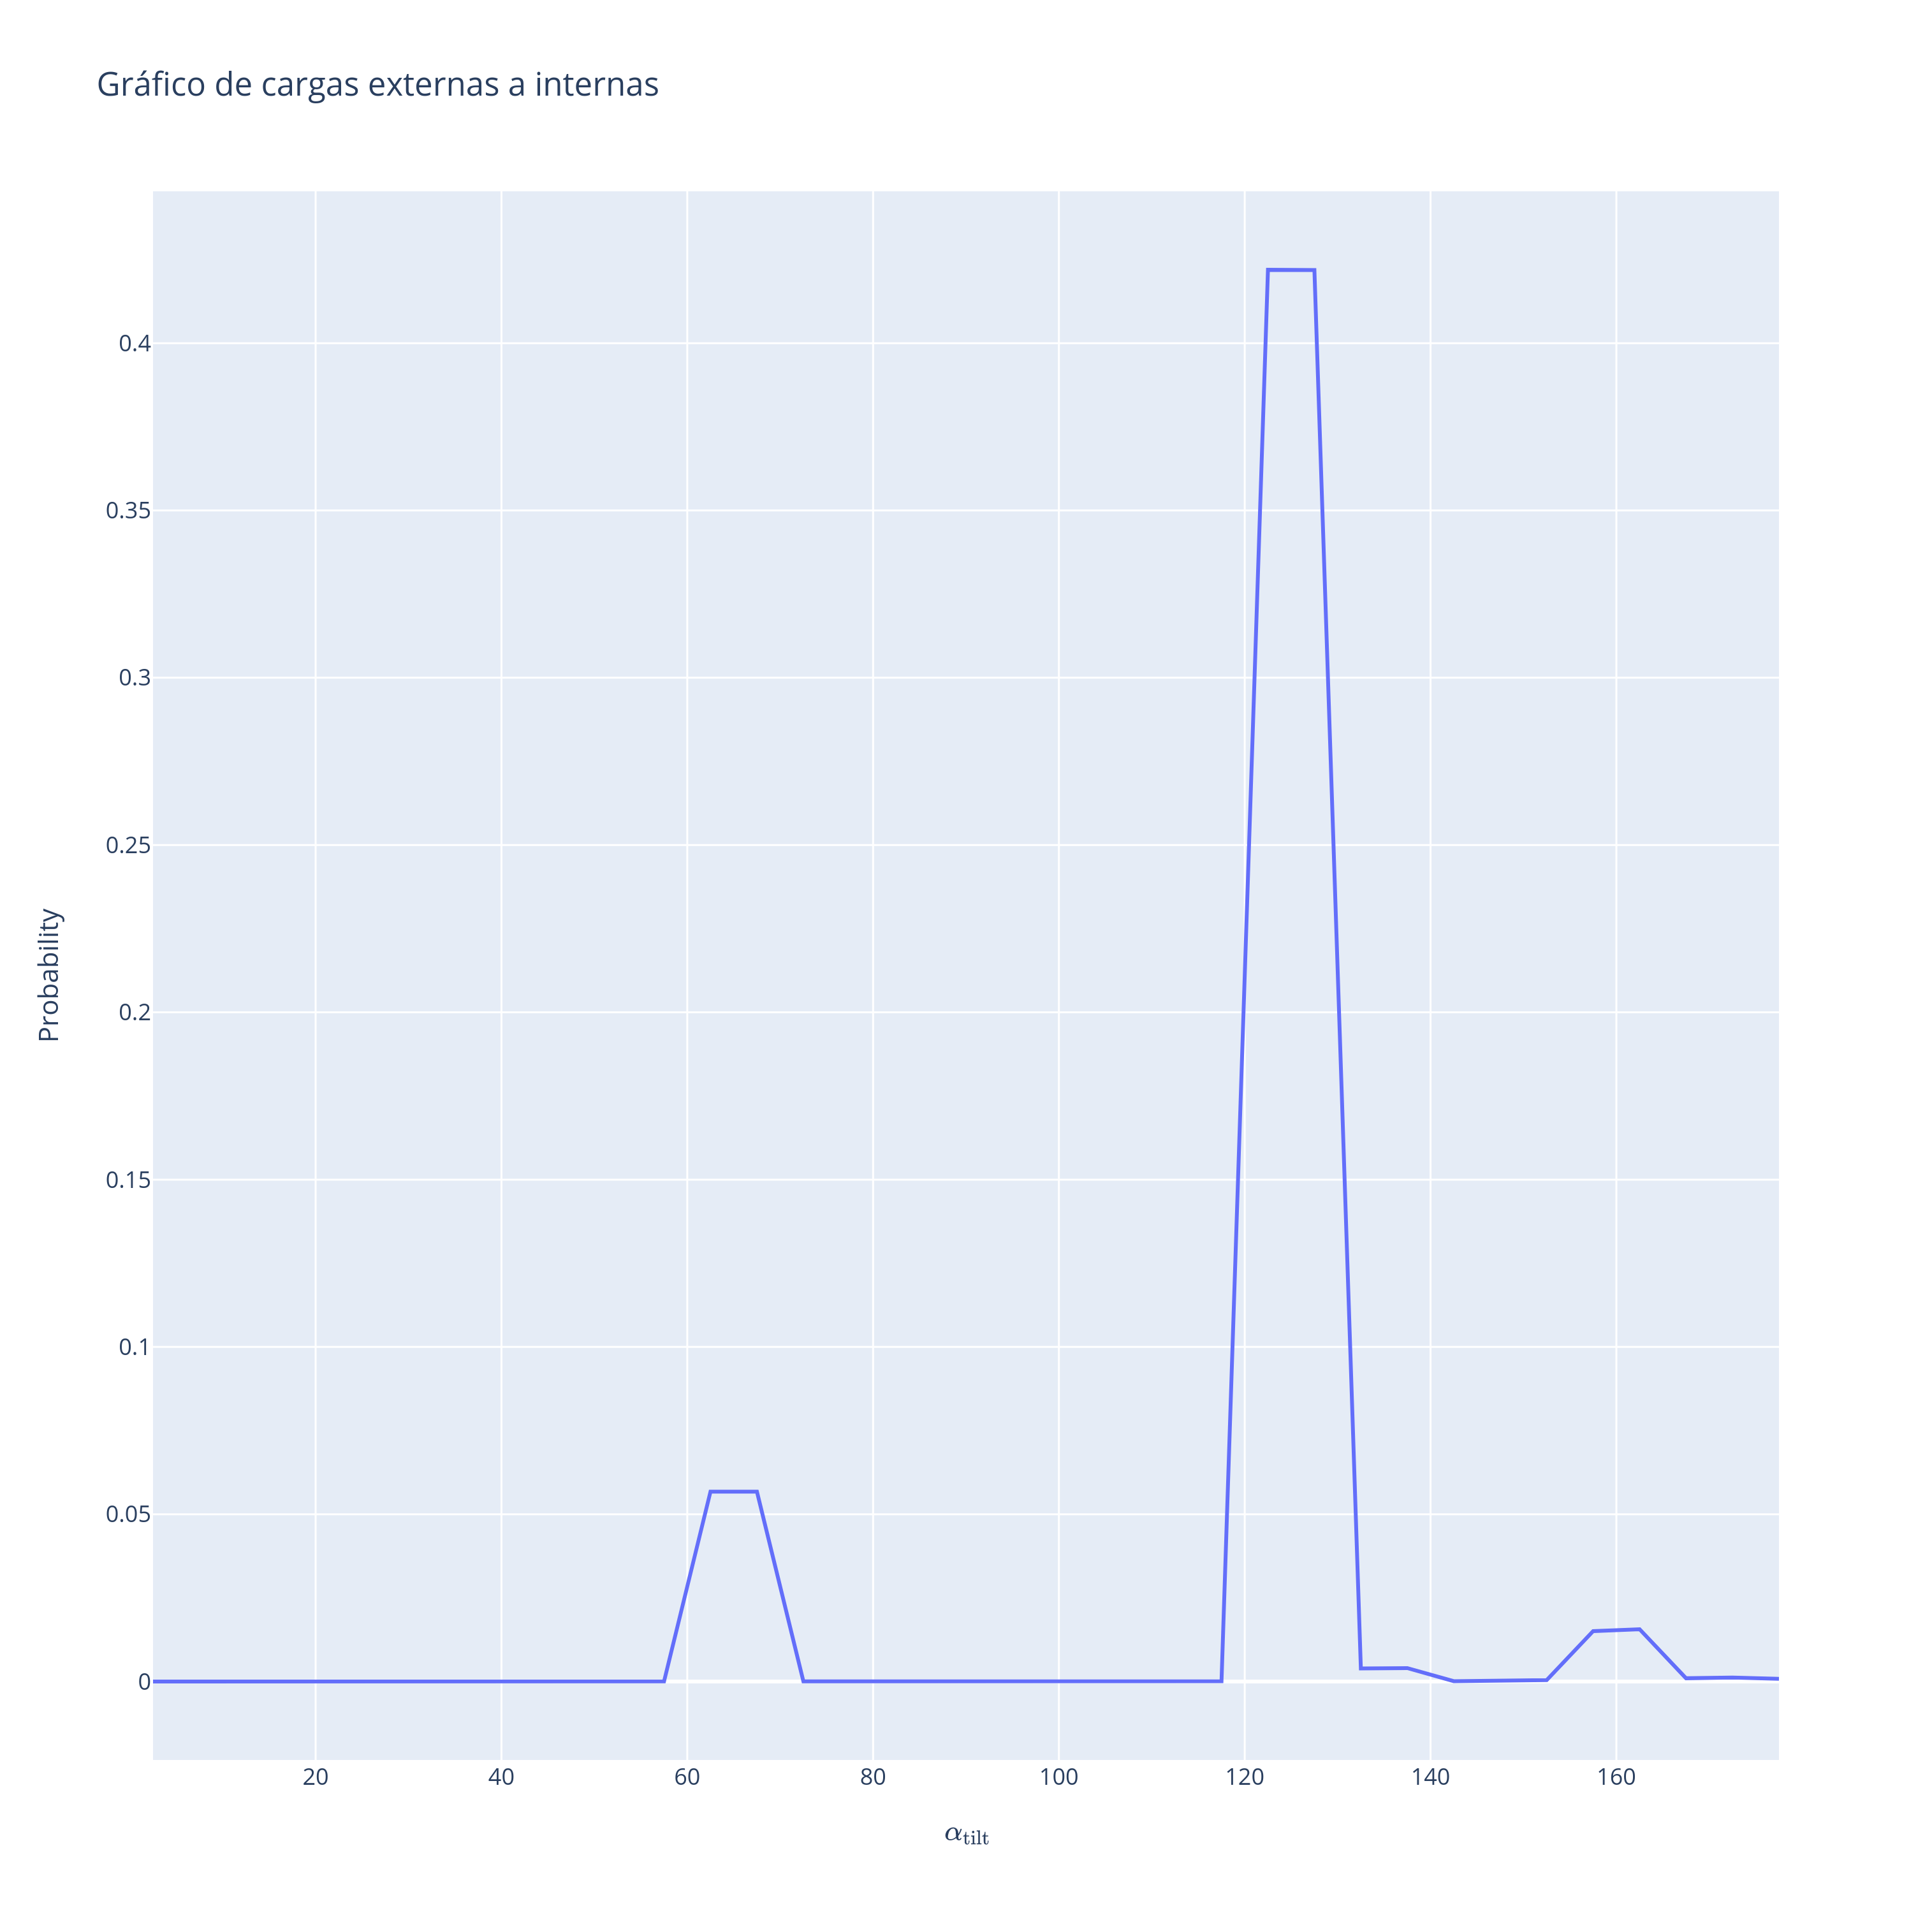 Gráfico de cargas externas a internas
0.4
0.35
0.3
0.25
0.2
0.15
0.1
0.05
0
Probability
20 40 60 80 100 120 140 160
α_tilt